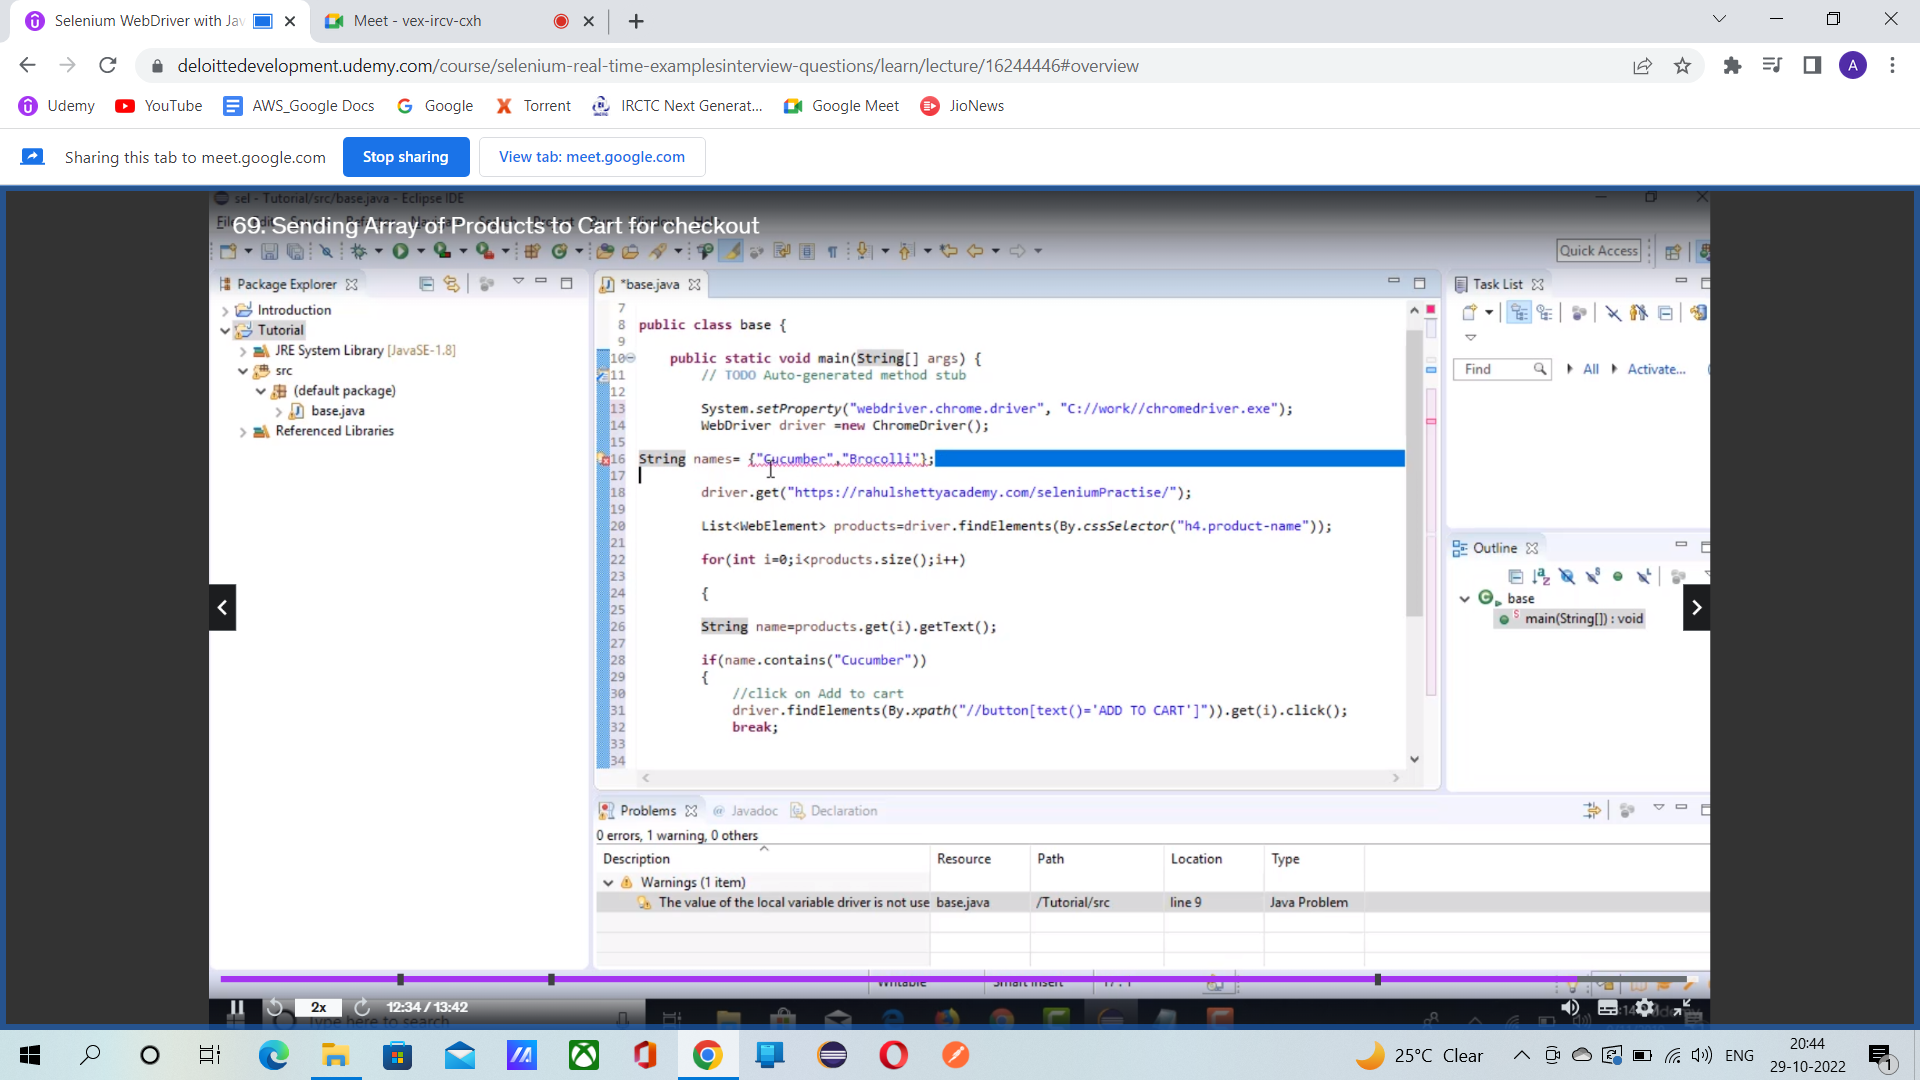 Selenium WebDriver with Jav
Meet - vex-ircv-cxh
deloittedevelopment.udemy.com/course/selenium-real-time-examplesinterview-questions/learn/lecture/16244446#overview
A
Udemy
YouTube
AWS_Google Docs
Google
Torrent
IRCTC Next Generat...
Google Meet
JioNews
Sharing this tab to meet.google.com
Stop sharing
View tab: meet.google.com
sel - Tutorial/src/base.java - Eclipse IDE
69. Sending Array of Products to Cart for checkout
Quick Access
Package Explorer
Introduction
Tutorial
JRE System Library [JavaSE-1.8]
src
(default package)
base.java
Referenced Libraries
*base.java
7
8 public class base {
9
10 public static void main(String[] args) {
11 // TODO Auto-generated method stub
12
13 System.setProperty("webdriver.chrome.driver", "C://work//chromedriver.exe");
14 WebDriver driver =new ChromeDriver();
15
16 String names= {"Cucumber","Brocolli"};
17
18 driver.get("https://rahulshettyacademy.com/seleniumPractise/");
19
20 List<WebElement> products=driver.findElements(By.cssSelector("h4.product-name"));
21
22 for(int i=0;i<products.size();i++)
23
24 {
25
26 String name=products.get(i).getText();
27
28 if(name.contains("Cucumber"))
29 {
30 //click on Add to cart
31 driver.findElements(By.xpath("//button[text()='ADD TO CART']")).get(i).click();
32 break;
33
34
Task List
Find
All
Activate...
Outline
base
main(String[]) : void
Problems
Javadoc
Declaration
0 errors, 1 warning, 0 others
Description Resource Path Location Type
Warnings (1 item)
The value of the local variable driver is not use base.java /Tutorial/src line 9 Java Problem
Writable
Smart Insert
17 : 1
2x
12:34 / 13:42
Type here to search
25°C Clear
ENG
20:44
29-10-2022
1